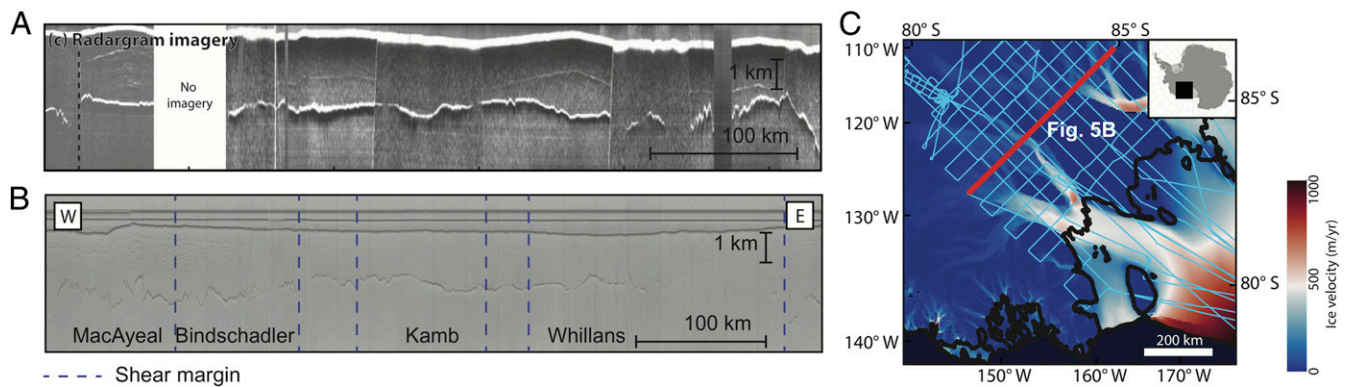 A
(c) Radargram imagery
No
imagery
1 km
100 km
B
W
E
1 km
MacAyeal
Bindschadler
Kamb
Whillans
100 km
Shear margin
C
80° S
85° S
110° W
120° W
130° W
140° W
85° S
80° S
Fig. 5B
200 km
150° W
160° W
170° W
1000
500
0
Ice velocity (m/yr)